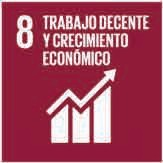 8 TRABAJO DECENTE
Y CRECIMIENTO
ECONÓMICO